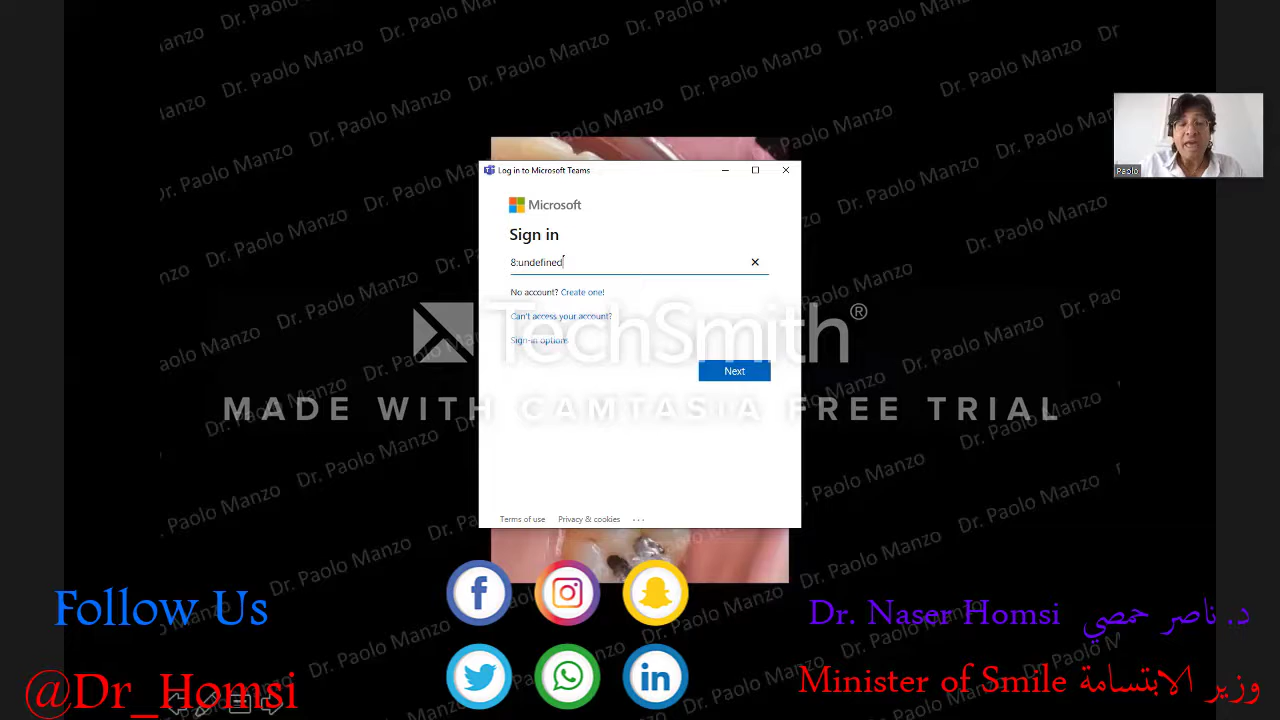 Dr. Paolo Manzo
Paolo
Log in to Microsoft Teams
Microsoft
Sign in
8:undefined
No account? Create one!
Can't access your account?
Sign-in options
Next
TechSmith®
MADE WITH CAMTASIA FREE TRIAL
Terms of use Privacy & cookies ...
Follow Us
@Dr_Homsi
Dr. Naser Homsi د. ناصر حمصي
Minister of Smile وزير الابتسامة